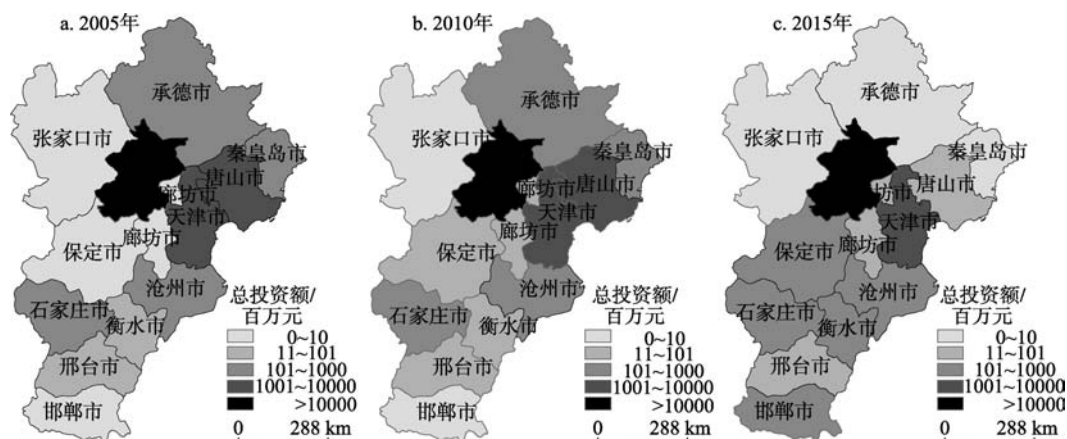 a. 2005年
承德市
张家口市
秦皇岛市
唐山市
廊坊市
天津市
廊坊市
保定市
沧州市
石家庄市
衡水市
邢台市
邯郸市
总投资额/
百万元
0~10
11~101
101~1000
1001~10000
>10000
0 288 km
b. 2010年
承德市
张家口市
秦皇岛市
廊坊市
唐山市
天津市
廊坊市
保定市
沧州市
石家庄市
衡水市
邢台市
邯郸市
总投资额/
百万元
0~10
11~101
101~1000
1001~10000
>10000
0 288 km
c. 2015年
承德市
张家口市
秦皇岛市
坊市
唐山市
天津市
廊坊市
保定市
沧州市
石家庄市
衡水市
邢台市
邯郸市
总投资额/
百万元
0~10
11~101
101~1000
1001~10000
>10000
0 288 km